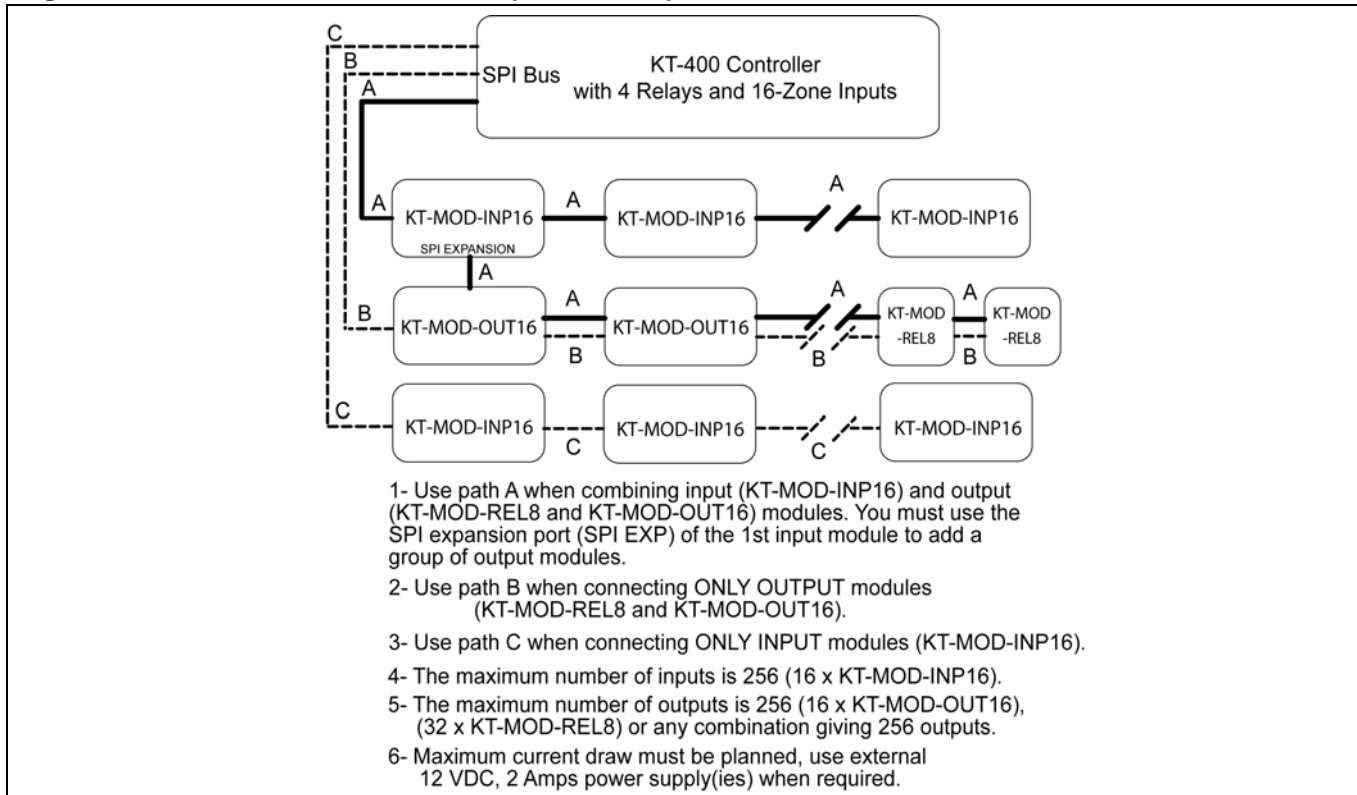 C
B
A
SPI Bus
KT-400 Controller
with 4 Relays and 16-Zone Inputs
A
KT-MOD-INP16
SPI EXPANSION
A
KT-MOD-INP16
A
KT-MOD-INP16
A
B
KT-MOD-OUT16
A
B
KT-MOD-OUT16
A
B
KT-MOD
-REL8
A
B
KT-MOD
-REL8
C
KT-MOD-INP16
C
KT-MOD-INP16
C
KT-MOD-INP16
1- Use path A when combining input (KT-MOD-INP16) and output
(KT-MOD-REL8 and KT-MOD-OUT16) modules. You must use the
SPI expansion port (SPI EXP) of the 1st input module to add a
group of output modules.
2- Use path B when connecting ONLY OUTPUT modules
(KT-MOD-REL8 and KT-MOD-OUT16).
3- Use path C when connecting ONLY INPUT modules (KT-MOD-INP16).
4- The maximum number of inputs is 256 (16 x KT-MOD-INP16).
5- The maximum number of outputs is 256 (16 x KT-MOD-OUT16),
(32 x KT-MOD-REL8) or any combination giving 256 outputs.
6- Maximum current draw must be planned, use external
12 VDC, 2 Amps power supply(ies) when required.